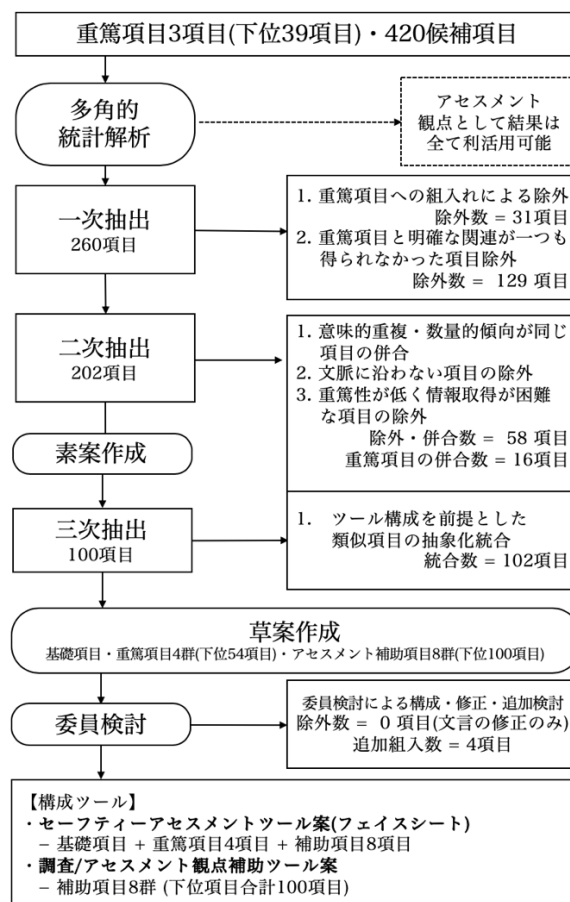 重篤項目3項目(下位39項目)・420候補項目
多角的
統計解析
アセスメント
観点として結果は
全て利活用可能
一次抽出
260項目
1. 重篤項目への組入れによる除外
除外数 = 31項目
2. 重篤項目と明確な関連が一つも
得られなかった項目除外
除外数 = 129 項目
二次抽出
202項目
1. 意味的重複・数量的傾向が同じ
項目の併合
2. 文脈に沿わない項目の除外
3. 重篤性が低く情報取得が困難
な項目の除外
除外・併合数 = 58 項目
重篤項目の併合数 = 16項目
素案作成
三次抽出
100項目
1. ツール構成を前提とした
類似項目の抽象化統合
統合数 = 102項目
草案作成
基礎項目・重篤項目4群(下位54項目)・アセスメント補助項目8群(下位100項目)
委員検討
委員検討による構成・修正・追加検討
除外数 = 0 項目(文言の修正のみ)
追加組入数 = 4項目
【構成ツール】
・セーフティーアセスメントツール案(フェイスシート)
– 基礎項目 + 重篤項目4項目 + 補助項目8項目
・調査/アセスメント観点補助ツール案
– 補助項目8群 (下位項目合計100項目)